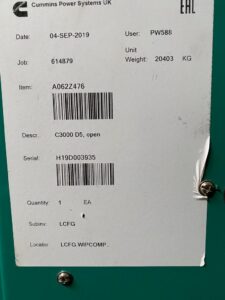 Cummins Power Systems UK
EAC
Date: 04-SEP-2019 User: PW588
Job: 614879 Unit Weight: 20403 KG
Item: A062Z476
Descr: C3000 D5, open
Serial: H19D003935
Quantity: 1 EA
Subinv: LCFG
Locator: LCFG.WIPCOMP...